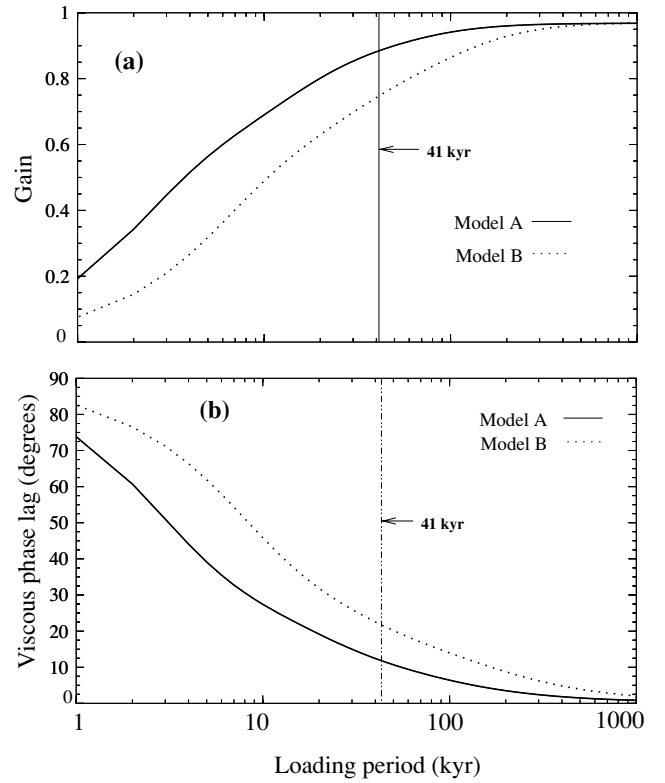 1
(a)
0.8
0.6
41 kyr
Gain
0.4
Model A
Model B
0.2
0
90
80
(b)
Model A
Model B
70
60
50
41 kyr
40
30
20
10
0
Viscous phase lag (degrees)
1
10
100
1000
Loading period (kyr)